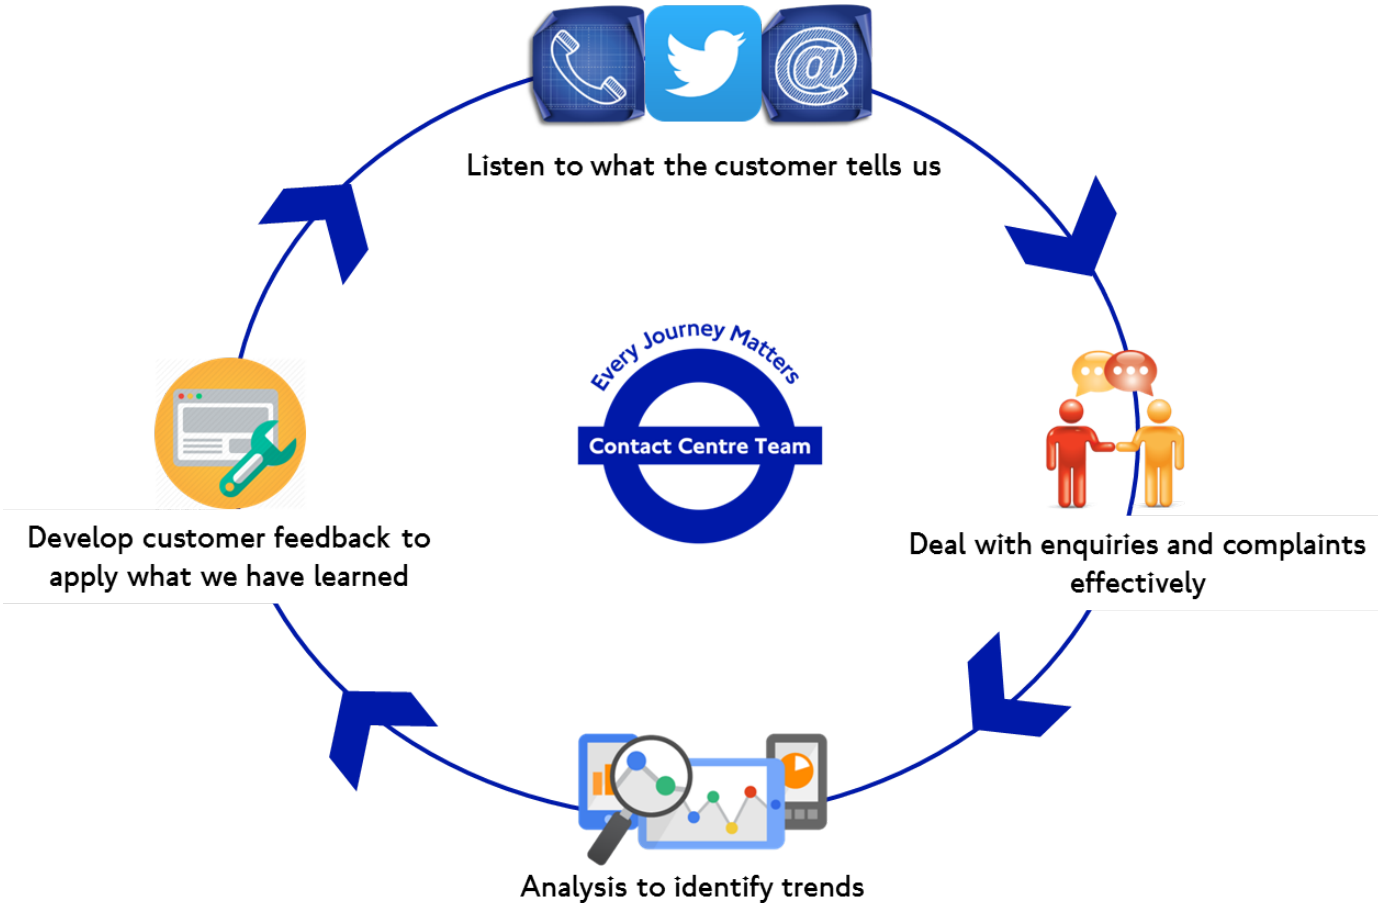 Listen to what the customer tells us
Every Journey Matters
Contact Centre Team
Develop customer feedback to
apply what we have learned
Deal with enquiries and complaints
effectively
Analysis to identify trends